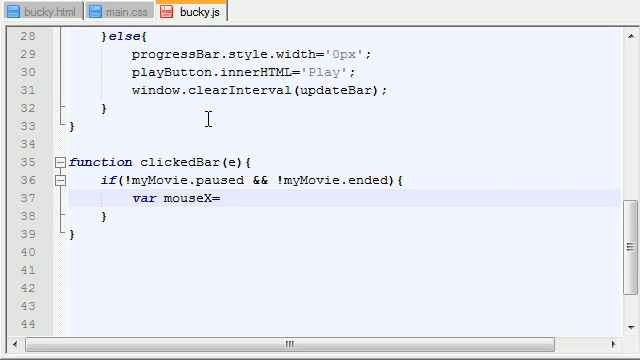 bucky.html main.css bucky.js
28 }else{
29 progressBar.style.width='0px';
30 playButton.innerHTML='Play';
31 window.clearInterval(updateBar);
32 }
33 }
34
35 function clickedBar(e){
36 if(!myMovie.paused && !myMovie.ended){
37 var mouseX=
38 }
39 }
40
41
42
43
44